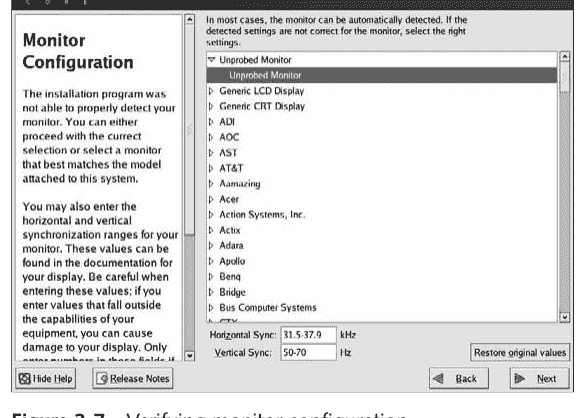 C O R E
Monitor
Configuration
The installation program was
not able to properly detect your
monitor. You can either
proceed with the currect
selection or select a monitor
that best matches the model
attached to this system.
You may also enter the
horizontal and vertical
synchronization ranges for your
monitor. These values can be
found in the documentation for
your display. Be careful when
entering these values; if you
enter values that fall outside
the capabilities of your
equipment, you can cause
damage to your display. Only
enter numbers in these fields if
In most cases, the monitor can be automatically detected. If the
detected settings are not correct for the monitor, select the right
settings.
Unprobed Monitor
Unprobed Monitor
Generic LCD Display
Generic CRT Display
ADI
AOC
AST
AT&T
Aamazing
Acer
Action Systems, Inc.
Actix
Adara
Apollo
Benq
Bridge
Bus Computer Systems
CTX
Horizontal Sync: 31.5-37.9 kHz
Vertical Sync: 50-70 Hz
Restore original values
Hide Help
Release Notes
Back
Next
Figure 3-7 Verifying monitor configuration